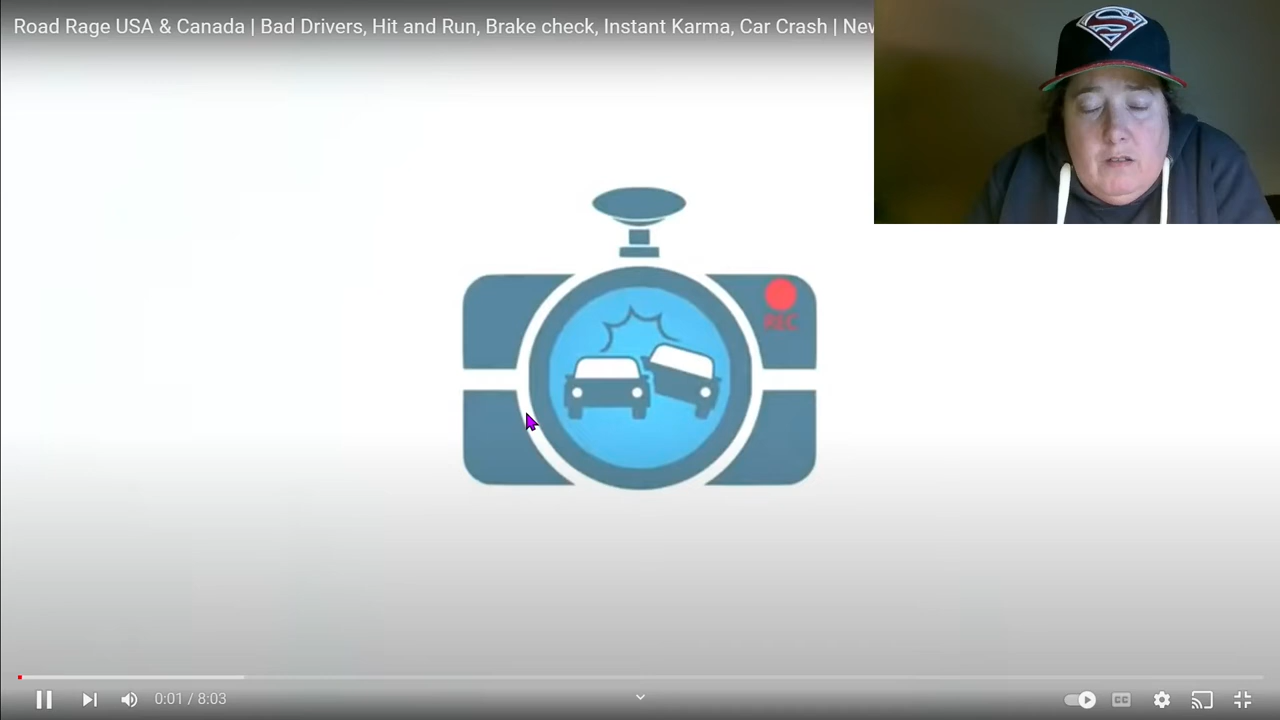 Road Rage USA & Canada | Bad Drivers, Hit and Run, Brake check, Instant Karma, Car Crash | New
REC
0:01 / 8:03
CC